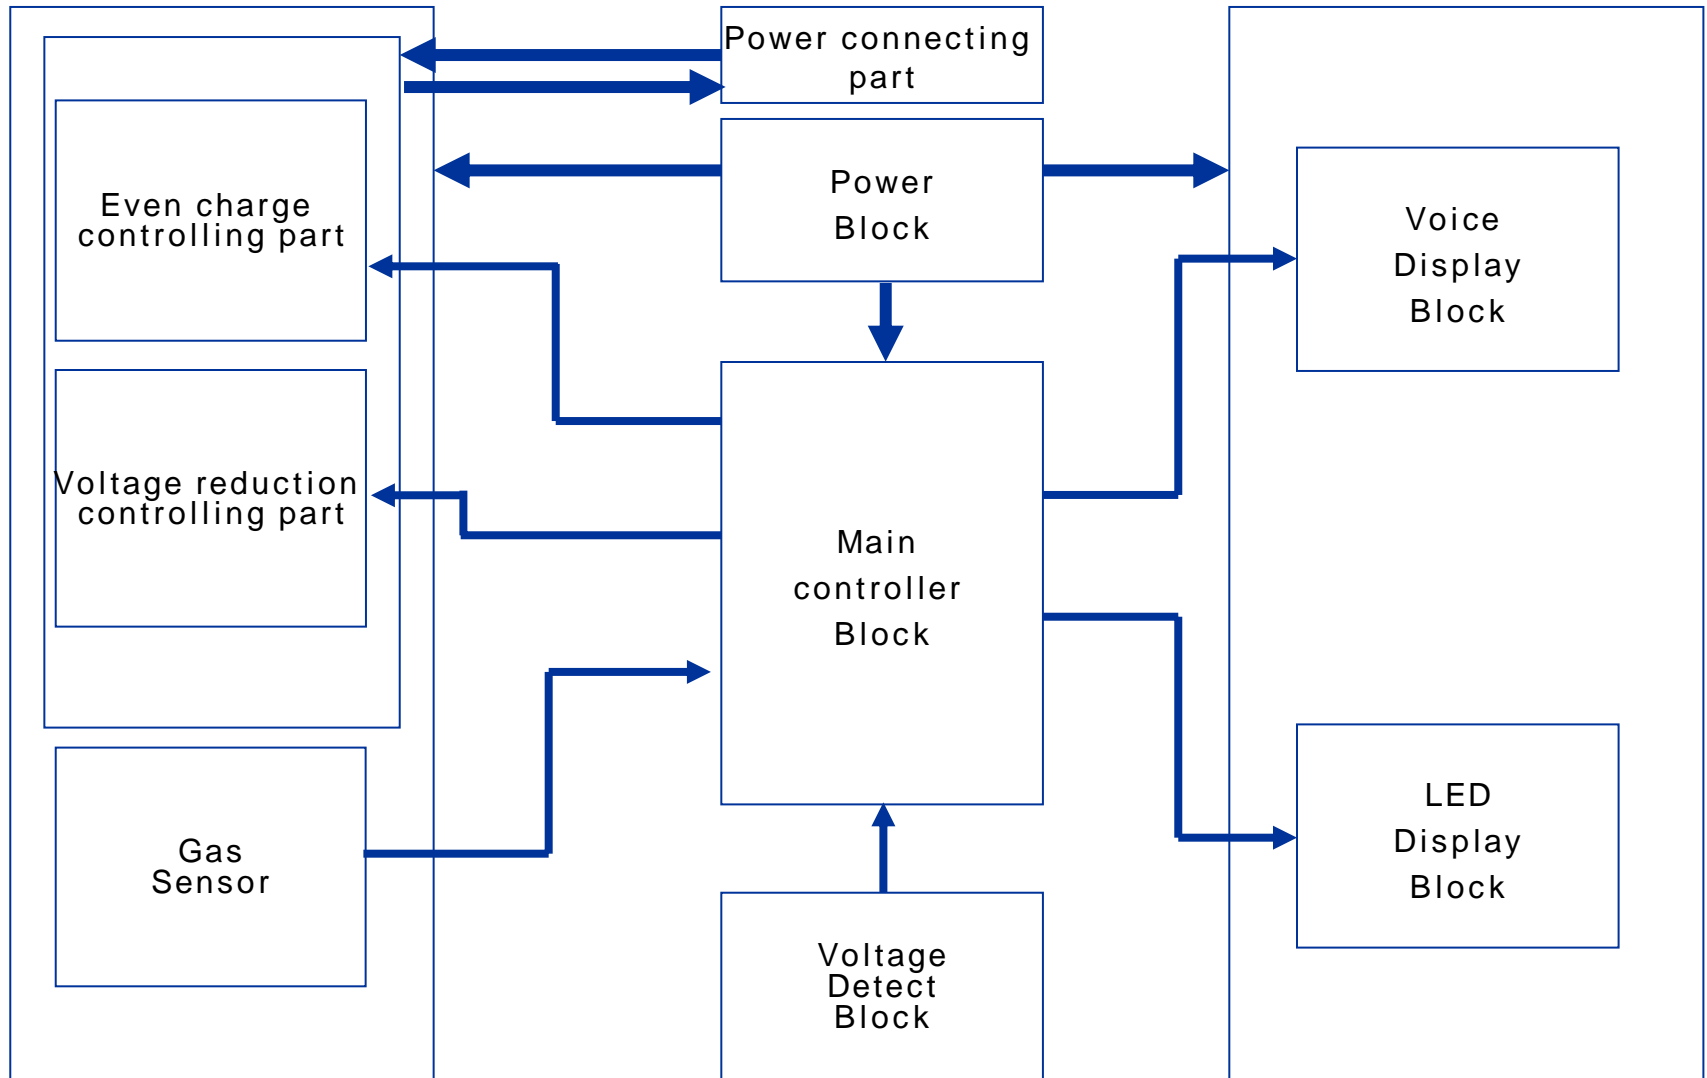 Power connecting
part
Even charge
controlling part
Power
Block
Voice
Display
Block
Voltage reduction
controlling part
Main
controller
Block
Gas
Sensor
LED
Display
Block
Voltage
Detect
Block